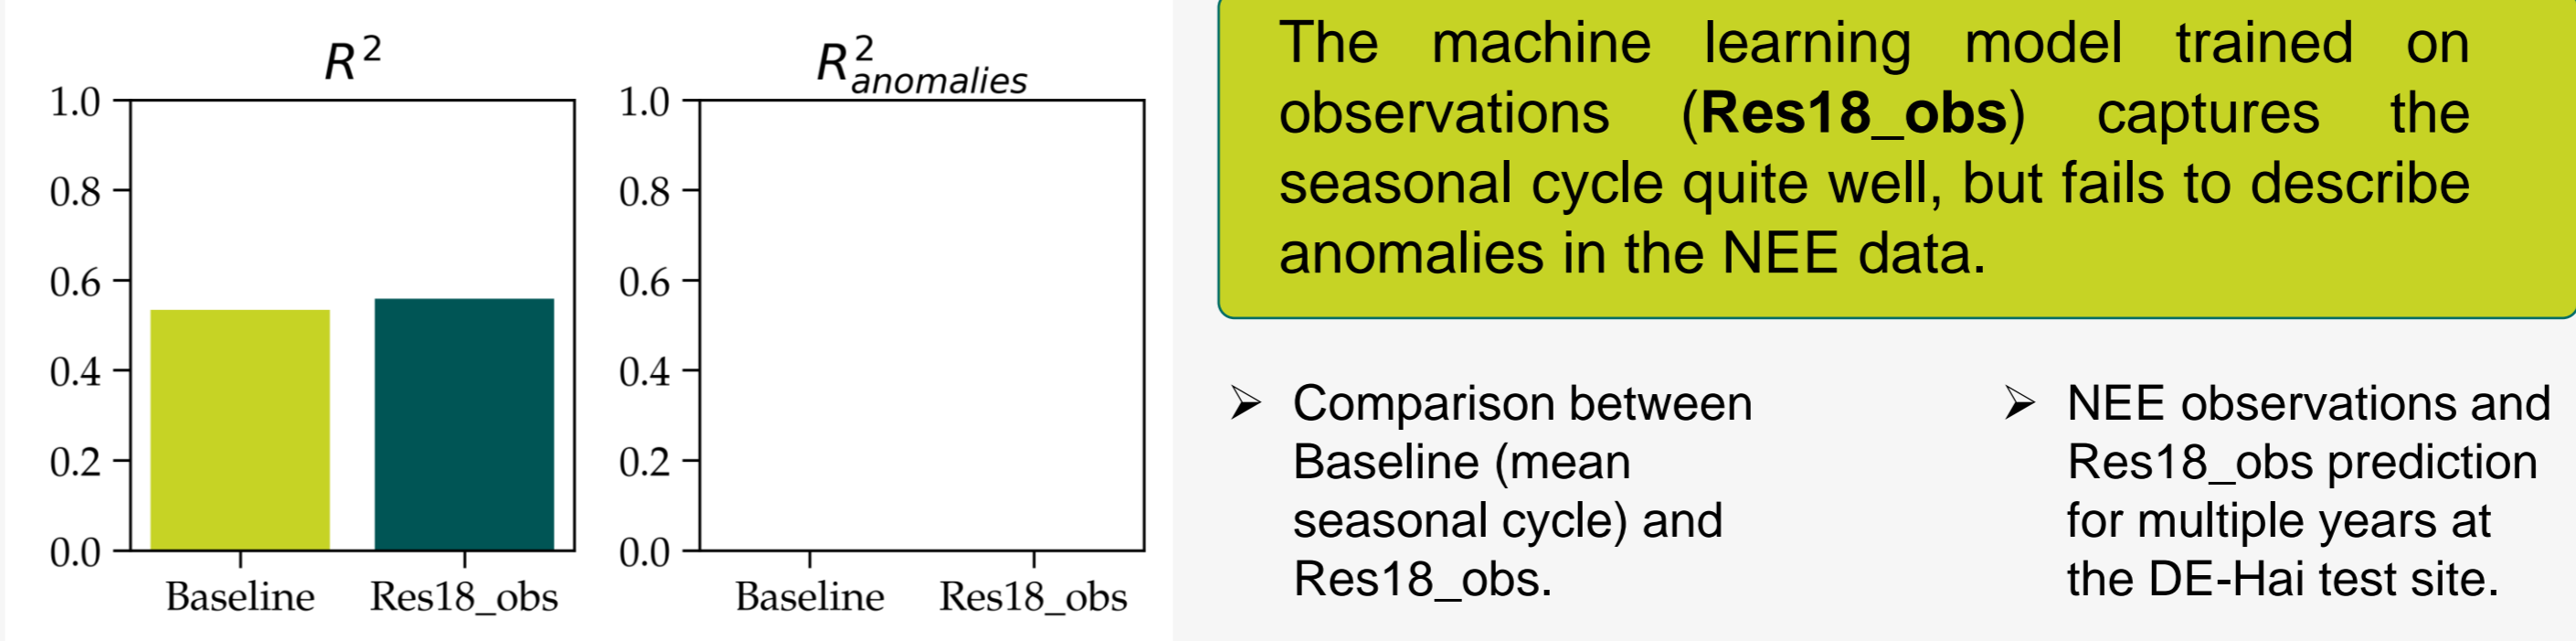 R²
1.0
0.8
0.6
0.4
0.2
0.0
Baseline Res18_obs
R²anomalies
1.0
0.8
0.6
0.4
0.2
0.0
Baseline Res18_obs
The machine learning model trained on
observations (Res18_obs) captures the
seasonal cycle quite well, but fails to describe
anomalies in the NEE data.
➢ Comparison between
Baseline (mean
seasonal cycle) and
Res18_obs.
➢ NEE observations and
Res18_obs prediction
for multiple years at
the DE-Hai test site.